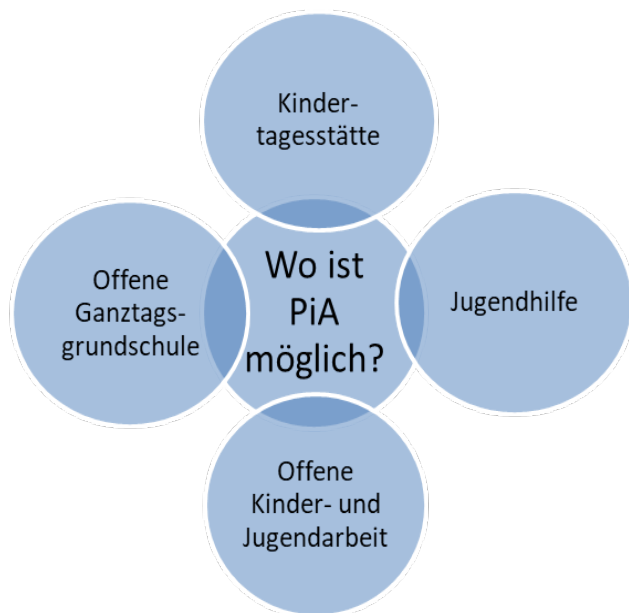 Kinder-
tagesstätte
Offene
Ganztags-
grundschule
Wo ist
PiA
möglich?
Jugendhilfe
Offene
Kinder- und
Jugendarbeit